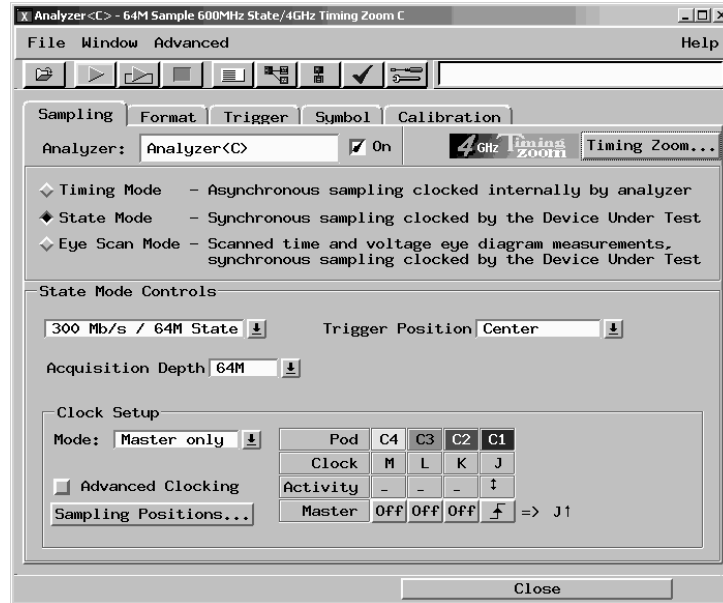 Analyzer<C> - 64M Sample 600MHz State/4GHz Timing Zoom C
File Window Advanced Help
Sampling Format Trigger Symbol Calibration
Analyzer: Analyzer<C> On 4 GHz Timing Zoom Timing Zoom...
Timing Mode - Asynchronous sampling clocked internally by analyzer
State Mode - Synchronous sampling clocked by the Device Under Test
Eye Scan Mode - Scanned time and voltage eye diagram measurements,
synchronous sampling clocked by the Device Under Test
State Mode Controls
300 Mb/s / 64M State Trigger Position Center
Acquisition Depth 64M
Clock Setup
Mode: Master only Pod C4 C3 C2 C1
Clock M L K J
Advanced Clocking Activity - - - ↕
Sampling Positions... Master Off Off Off => J↑
Close